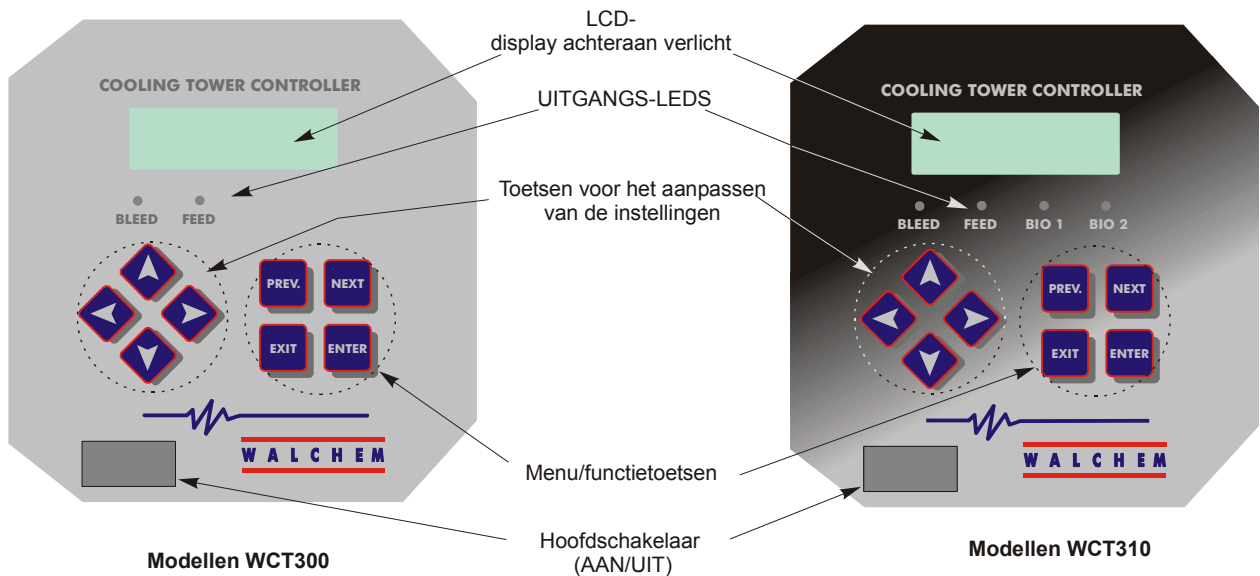 LCD-
display achteraan verlicht
COOLING TOWER CONTROLLER
COOLING TOWER CONTROLLER
UITGANGS-LEDS
Toetsen voor het aanpassen
van de instellingen
BLEED FEED
BLEED FEED BIO 1 BIO 2
PREV. NEXT
EXIT ENTER
PREV. NEXT
EXIT ENTER
WALCHEM
WALCHEM
Menu/functietoetsen
Hoofdschakelaar
(AAN/UIT)
Modellen WCT300
Modellen WCT310